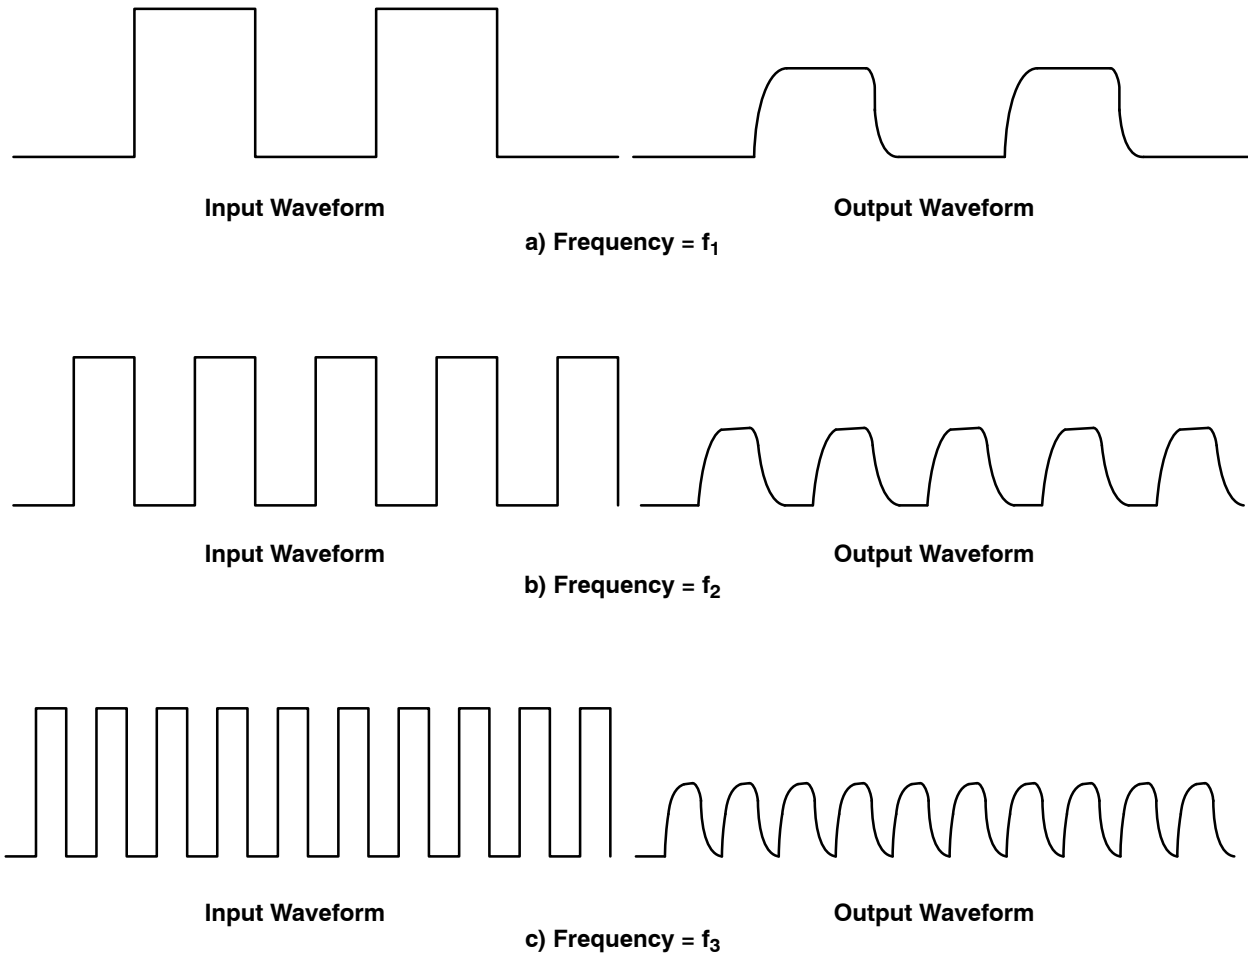 Input Waveform
Output Waveform
a) Frequency = f₁
Input Waveform
Output Waveform
b) Frequency = f₂
Input Waveform
Output Waveform
c) Frequency = f₃